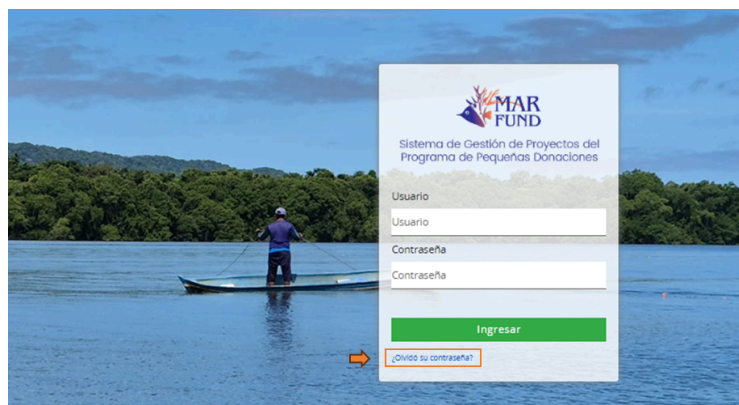 MAR
FUND
Sistema de Gestión de Proyectos del
Programa de Pequeñas Donaciones
Usuario
Usuario
Contraseña
Contraseña
Ingresar
¿Olvidó su contraseña?